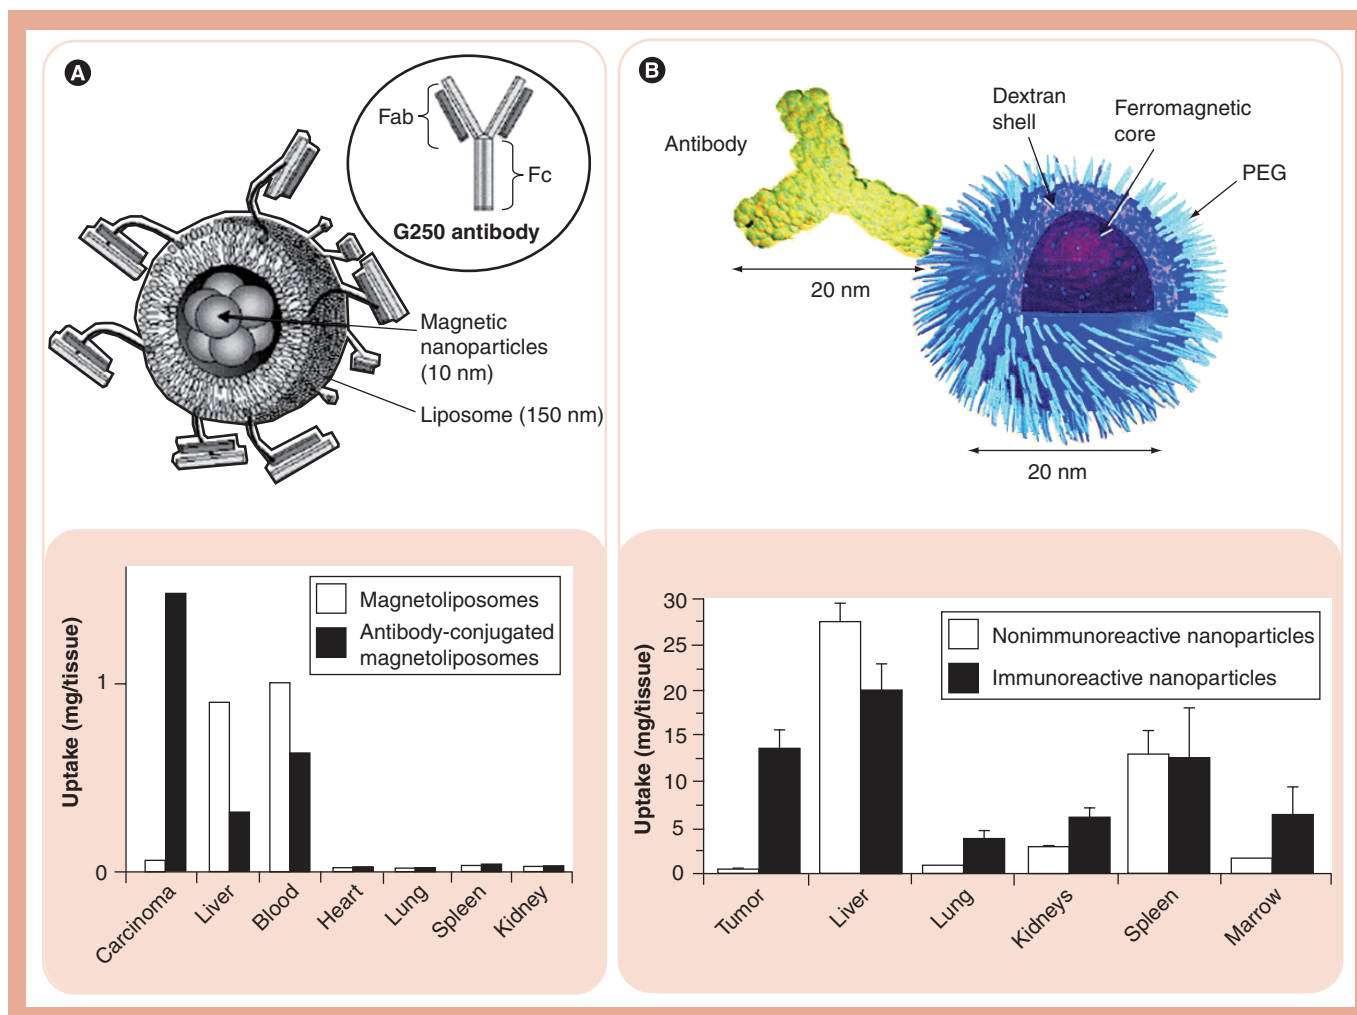 A
Fab
Fc
G250 antibody
Magnetic
nanoparticles
(10 nm)
Liposome (150 nm)
Uptake (mg/tissue)
1
0
Magnetoliposomes
Antibody-conjugated
magnetoliposomes
Carcinoma
Liver
Blood
Heart
Lung
Spleen
Kidney
B
Antibody
Dextran
shell
Ferromagnetic
core
PEG
20 nm
20 nm
Uptake (mg/tissue)
30
25
20
15
10
5
0
Nonimmunoreactive nanoparticles
Immunoreactive nanoparticles
Tumor
Liver
Lung
Kidneys
Spleen
Marrow